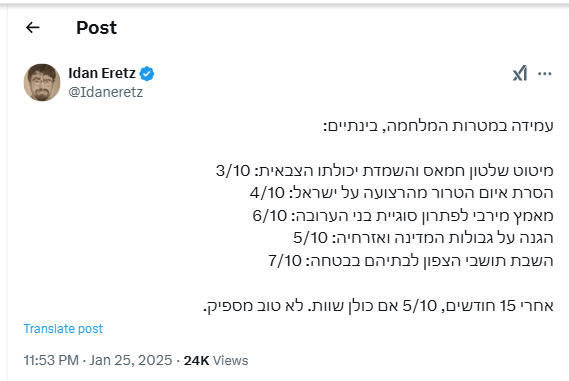 Post
Idan Eretz
@Idaneretz
עמידה במטרות המלחמה, בינתיים:
מיטוט שלטון חמאס והשמדת יכולתו הצבאית: 3/10
הסרת איום הטרור מהרצועה על ישראל: 4/10
מאמץ מירבי לפתרון סוגיית בני הערובה: 6/10
הגנה על גבולות המדינה ואזרחיה: 5/10
השבת תושבי הצפון לבתיהם בבטחה: 7/10
אחרי 15 חודשים, 5/10 אם כולן שוות. לא טוב מספיק.
Translate post
11:53 PM · Jan 25, 2025 · 24K Views